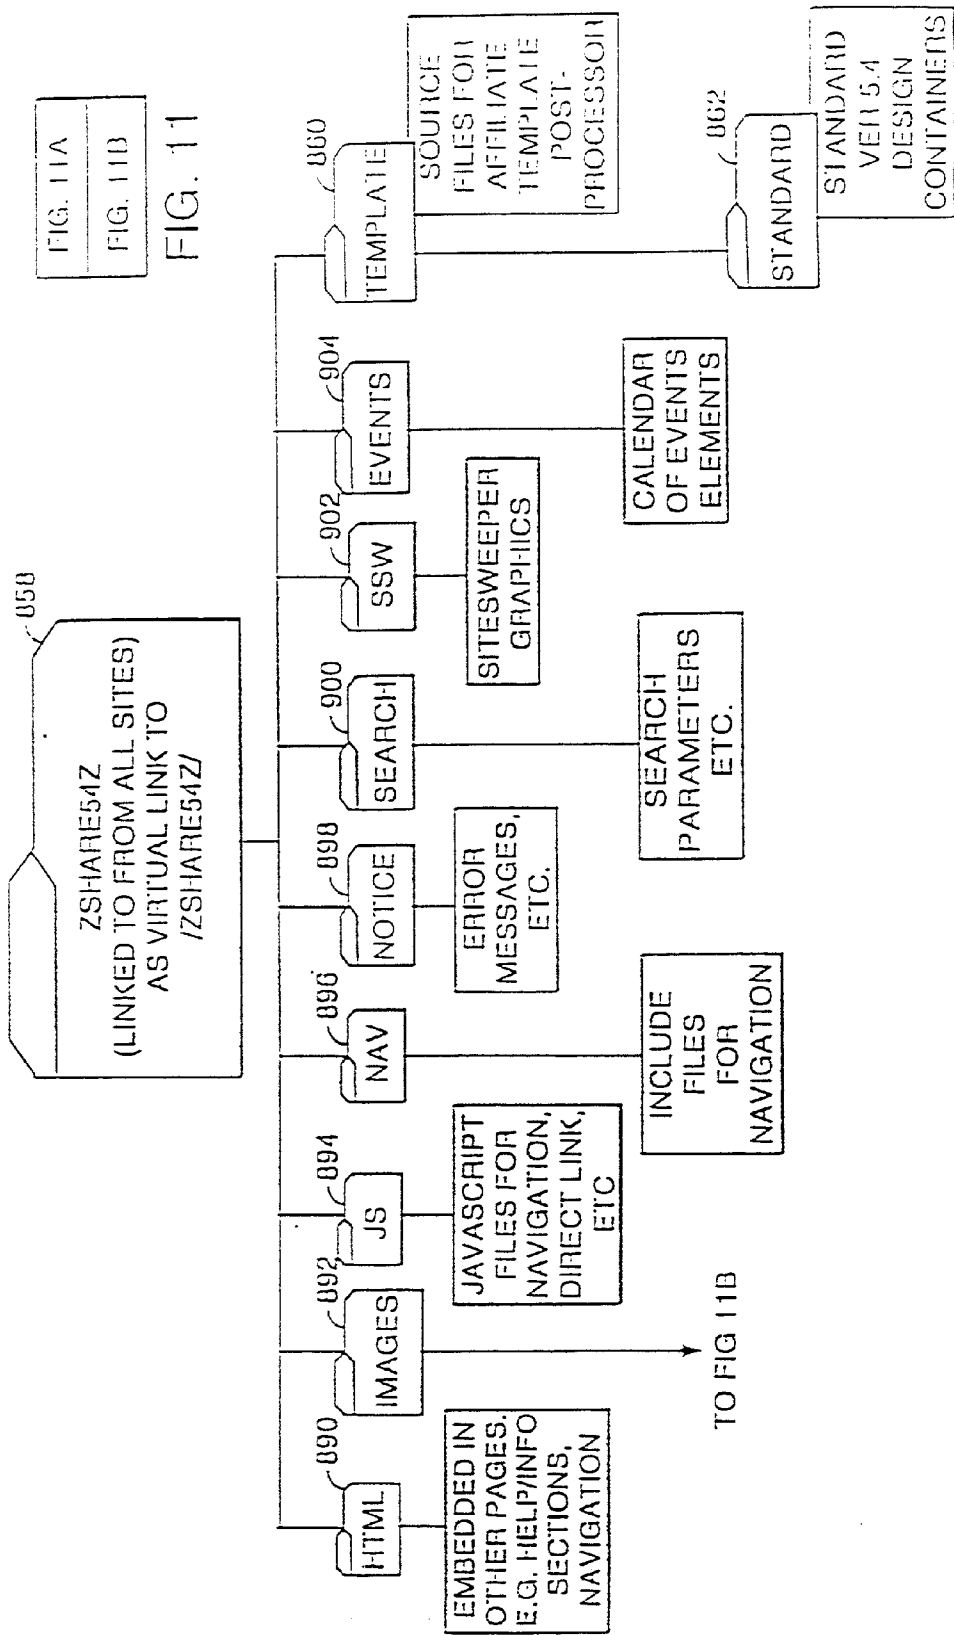 FIG. 11A
FIG. 11B
FIG. 11
858
ZSHARE54Z
(LINKED TO FROM ALL SITES)
AS VIRTUAL LINK TO
/ZSHARE54Z/
890
HTML
EMBEDDED IN
OTHER PAGES.
E.G. HELP/INFO
SECTIONS,
NAVIGATION
892
IMAGES
TO FIG 11B
894
JS
JAVASCRIPT
FILES FOR
NAVIGATION,
DIRECT LINK,
ETC
896
NAV
INCLUDE
FILES
FOR
NAVIGATION
898
NOTICE
ERROR
MESSAGES,
ETC.
900
SEARCH
SEARCH
PARAMETERS
ETC.
902
SSW
SITESWEEPER
GRAPHICS
904
EVENTS
CALENDAR
OF EVENTS
ELEMENTS
860
TEMPLATE
SOURCE
FILES FOR
AFFILIATE
TEMPLATE
POST-
PROCESSOR
862
STANDARD
STANDARD
VER 5.4
DESIGN
CONTAINERS